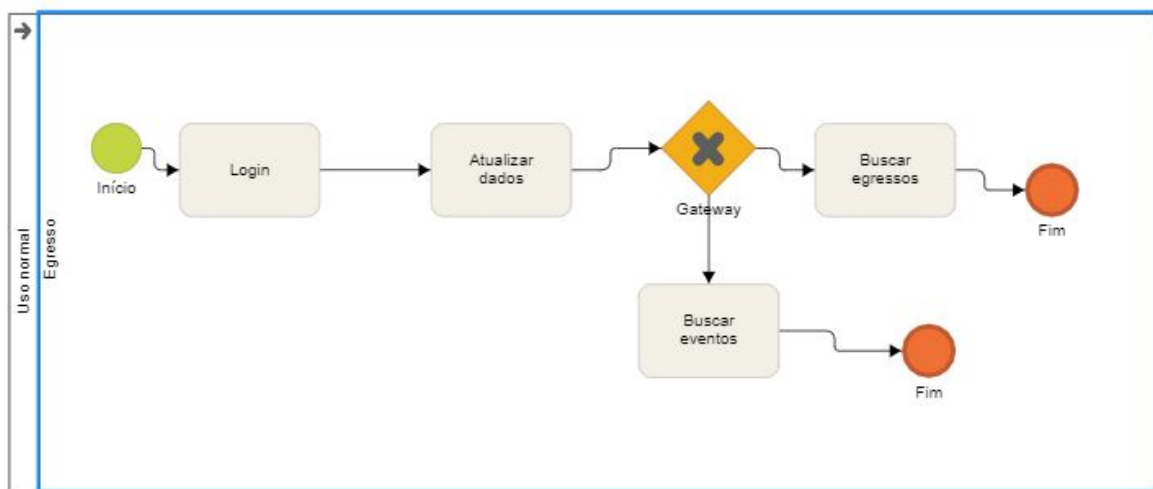 Uso normal
Egresso
Início
Login
Atualizar
dados
Gateway
Buscar
egressos
Fim
Buscar
eventos
Fim